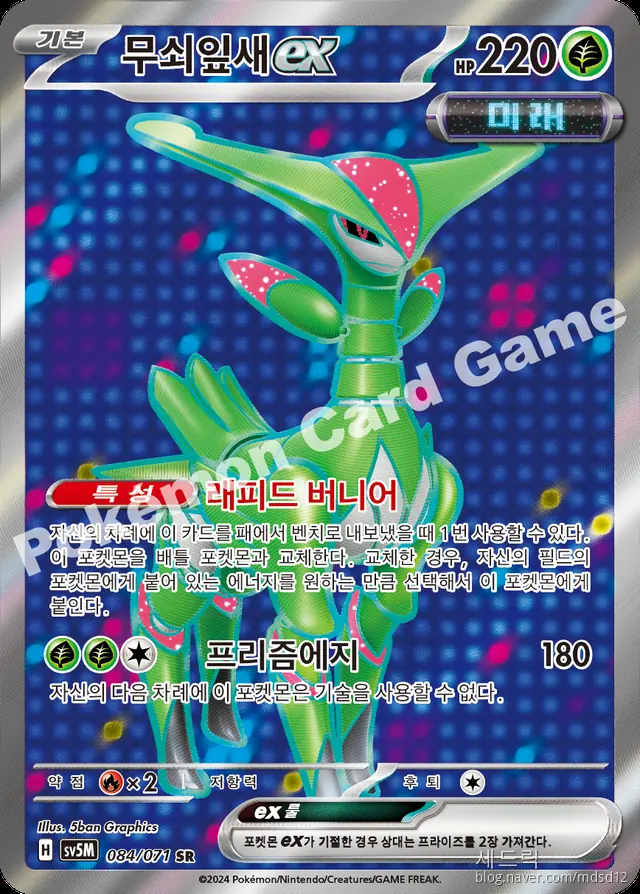 기본 무쇠잎새ex HP220
미래
Pokémon Card Game
특성 래피드 버니어
자신의 차례에 이 카드를 패에서 벤치로 내보냈을 때 1번 사용할 수 있다.
이 포켓몬을 배틀 포켓몬과 교체한다. 교체한 경우, 자신의 필드의
포켓몬에게 붙어 있는 에너지를 원하는 만큼 선택해서 이 포켓몬에게
붙인다.
프리즘에지 180
자신의 다음 차례에 이 포켓몬은 기술을 사용할 수 없다.
약점 ×2 저항력 후퇴
Illus. 5ban Graphics
ex룰
포켓몬 ex가 기절한 경우 상대는 프라이즈를 2장 가져간다.
H sv5M 084/071 SR
세드릭
blog.naver.com/mdsd12
©2024 Pokémon/Nintendo/Creatures/GAME FREAK.